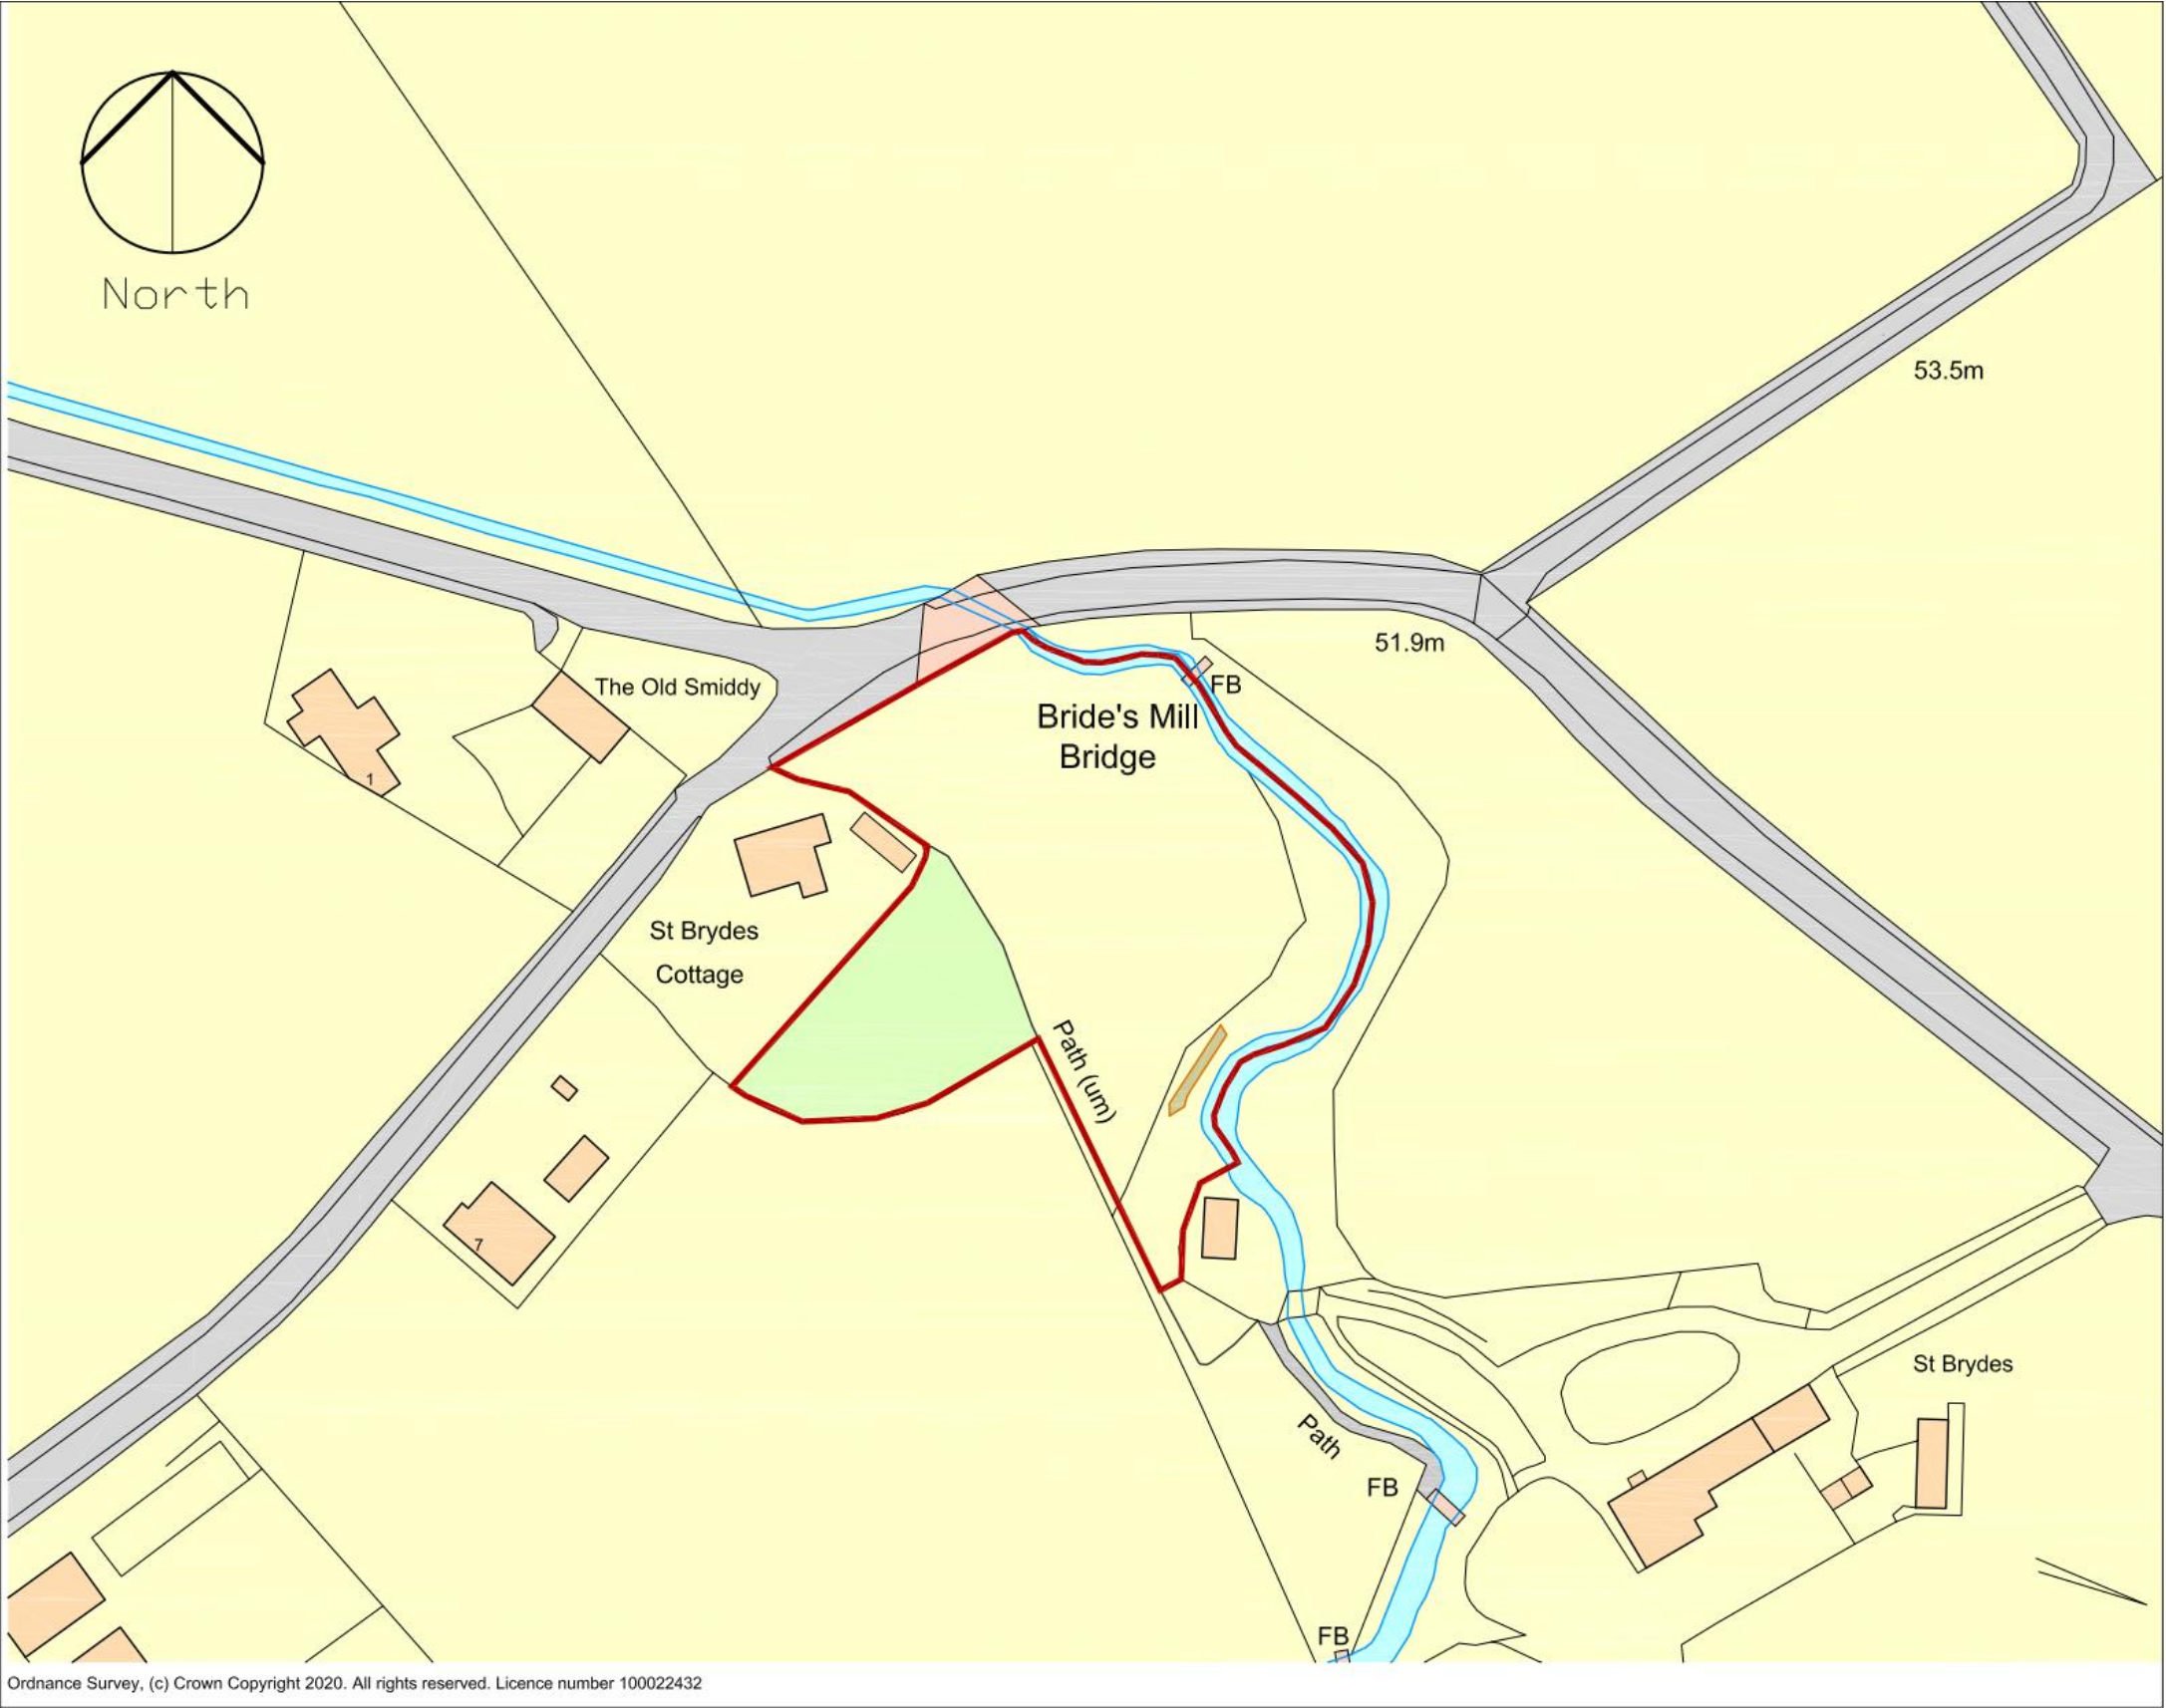 North
53.5m
51.9m
The Old Smiddy
FB
Bride's Mill
Bridge
1
St Brydes
Cottage
Path (um)
7
St Brydes
Path
FB
FB
Ordnance Survey, (c) Crown Copyright 2020. All rights reserved. Licence number 100022432